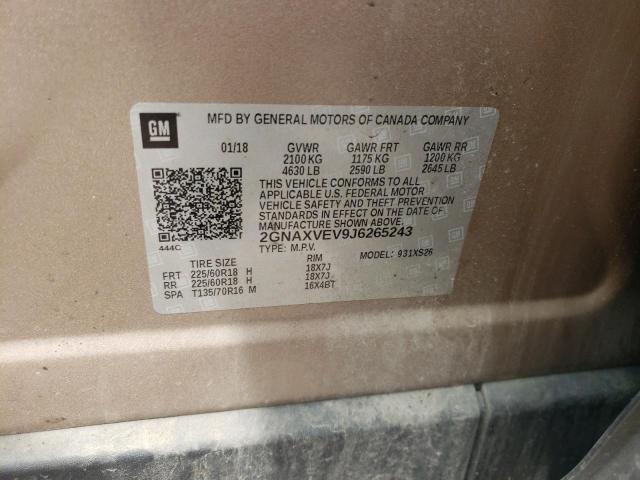 GM
MFD BY GENERAL MOTORS OF CANADA COMPANY
01/18 GVWR GAWR FRT GAWR RR
2100 KG 1175 KG 1200 KG
4630 LB 2590 LB 2645 LB
THIS VEHICLE CONFORMS TO ALL
APPLICABLE U.S. FEDERAL MOTOR
VEHICLE SAFETY AND THEFT PREVENTION
STANDARDS IN EFFECT ON THE DATE OF
MANUFACTURE SHOWN ABOVE.
444C 2GNAXVEV9J6265243
TYPE: M.P.V. MODEL: 931XS26
TIRE SIZE RIM
FRT 225/60R18 H 18X7J
RR 225/60R18 H 18X7J
SPA T135/70R16 M 16X4BT